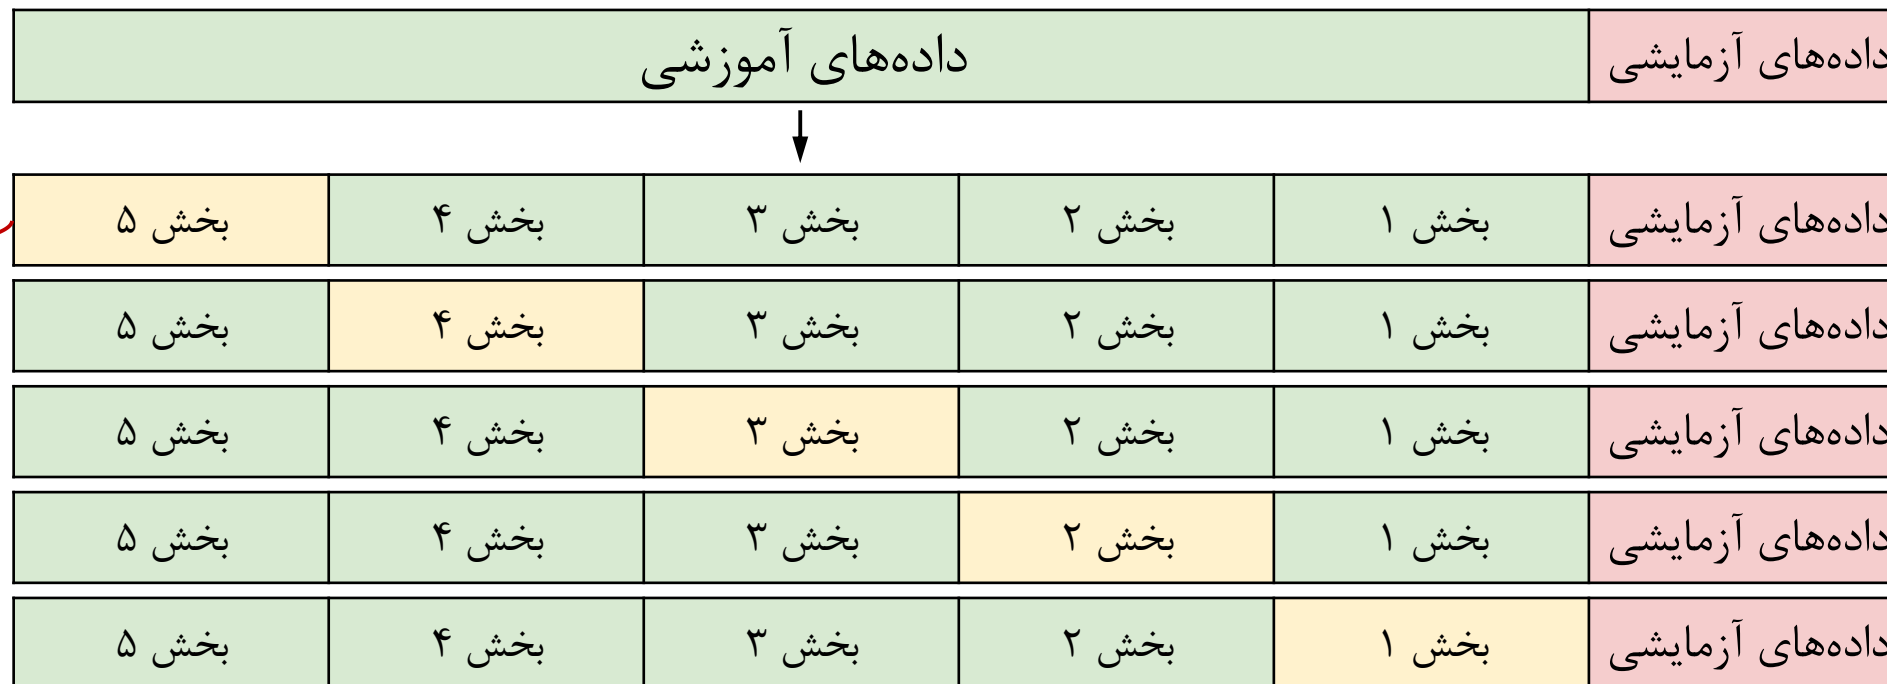 داده‌های آزمایشی داده‌های آموزشی
داده‌های آزمایشی بخش ۱ بخش ۲ بخش ۳ بخش ۴ بخش ۵
داده‌های آزمایشی بخش ۱ بخش ۲ بخش ۳ بخش ۴ بخش ۵
داده‌های آزمایشی بخش ۱ بخش ۲ بخش ۳ بخش ۴ بخش ۵
داده‌های آزمایشی بخش ۱ بخش ۲ بخش ۳ بخش ۴ بخش ۵
داده‌های آزمایشی بخش ۱ بخش ۲ بخش ۳ بخش ۴ بخش ۵